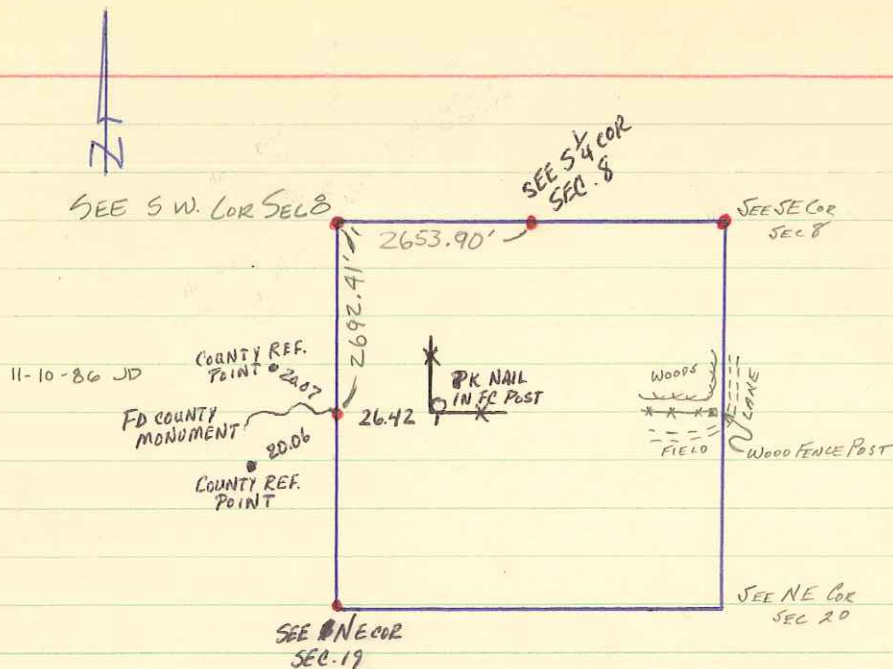 N
SEE S W. COR SEC 8
SEE S 1/4 COR
SEC. 8
SEE SE COR
SEC 8
2653.90'
2692.41'
11-10-86 JD
COUNTY REF.
POINT
24.07
FD COUNTY
MONUMENT
26.42
PK NAIL
IN FC POST
WOODS
LANE
FIELD
WOOD FENCE POST
20.06
COUNTY REF.
POINT
SEE NE COR
SEC. 19
SEE NE COR
SEC 20